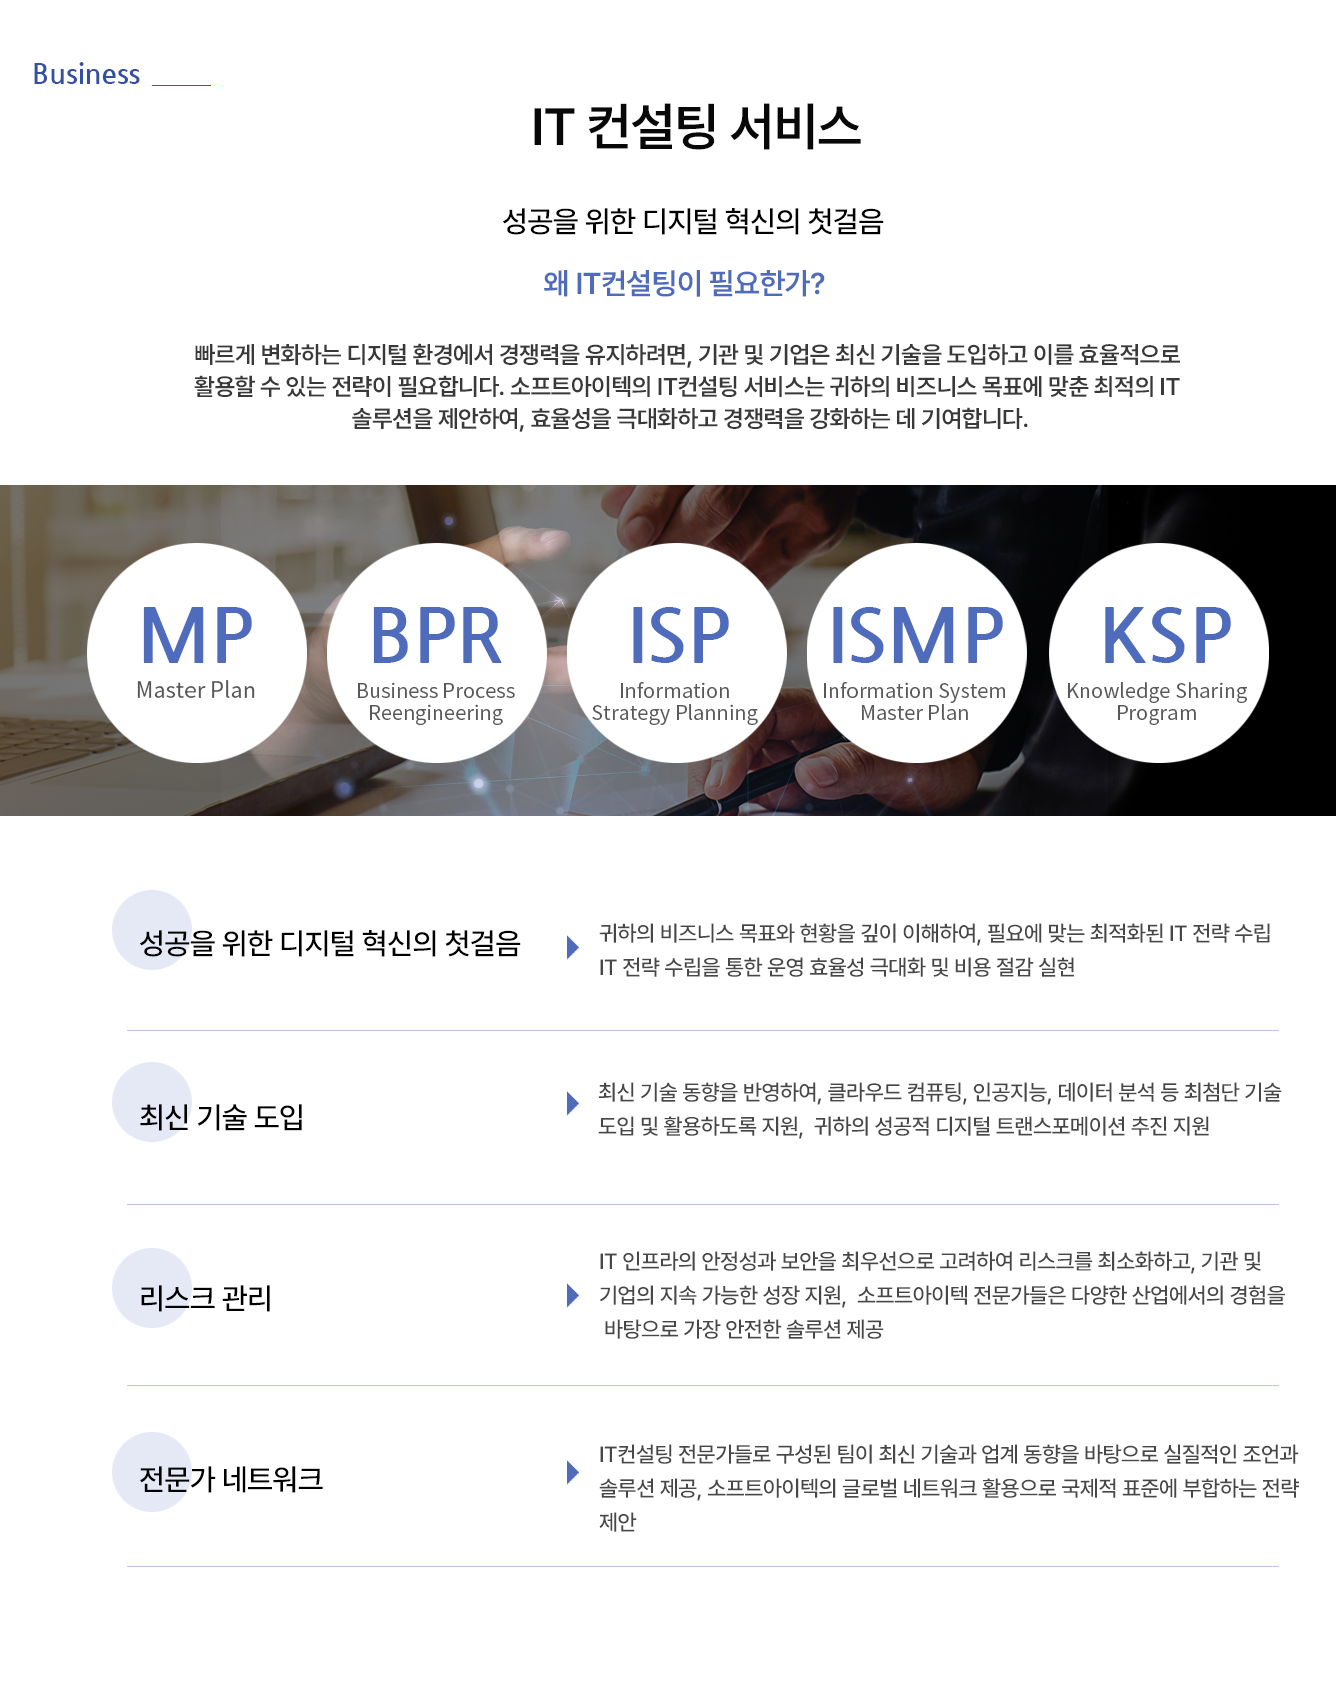 Business
IT 컨설팅 서비스
성공을 위한 디지털 혁신의 첫걸음
왜 IT컨설팅이 필요한가?
빠르게 변화하는 디지털 환경에서 경쟁력을 유지하려면, 기관 및 기업은 최신 기술을 도입하고 이를 효율적으로
활용할 수 있는 전략이 필요합니다. 소프트아이텍의 IT컨설팅 서비스는 귀하의 비즈니스 목표에 맞춘 최적의 IT
솔루션을 제안하여, 효율성을 극대화하고 경쟁력을 강화하는 데 기여합니다.
MP
Master Plan
BPR
Business Process
Reengineering
ISP
Information
Strategy Planning
ISMP
Information System
Master Plan
KSP
Knowledge Sharing
Program
성공을 위한 디지털 혁신의 첫걸음
귀하의 비즈니스 목표와 현황을 깊이 이해하여, 필요에 맞는 최적화된 IT 전략 수립
IT 전략 수립을 통한 운영 효율성 극대화 및 비용 절감 실현
최신 기술 도입
최신 기술 동향을 반영하여, 클라우드 컴퓨팅, 인공지능, 데이터 분석 등 최첨단 기술
도입 및 활용하도록 지원, 귀하의 성공적 디지털 트랜스포메이션 추진 지원
리스크 관리
IT 인프라의 안정성과 보안을 최우선으로 고려하여 리스크를 최소화하고, 기관 및
기업의 지속 가능한 성장 지원, 소프트아이텍 전문가들은 다양한 산업에서의 경험을
바탕으로 가장 안전한 솔루션 제공
전문가 네트워크
IT컨설팅 전문가들로 구성된 팀이 최신 기술과 업계 동향을 바탕으로 실질적인 조언과
솔루션 제공, 소프트아이텍의 글로벌 네트워크 활용으로 국제적 표준에 부합하는 전략
제안